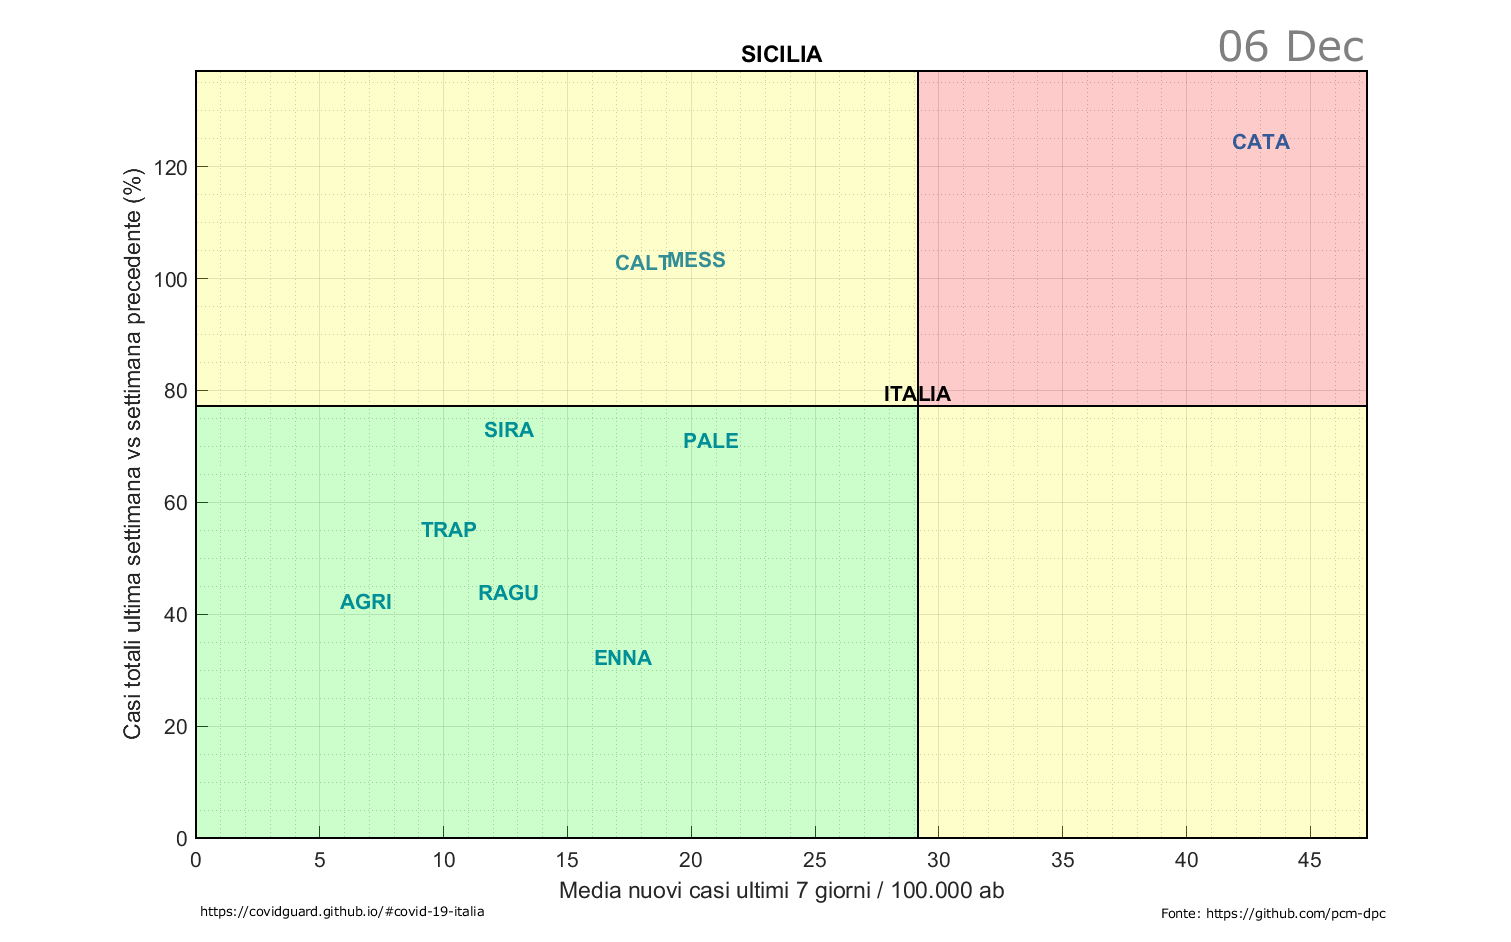 06 Dec
SICILIA
Casi totali ultima settimana vs settimana precedente (%)
120
100
80
60
40
20
0
CATA
CALT
MESS
ITALIA
SIRA
PALE
TRAP
RAGU
AGRI
ENNA
0 5 10 15 20 25 30 35 40 45
Media nuovi casi ultimi 7 giorni / 100.000 ab
https://covidguard.github.io/#covid-19-italia
Fonte: https://github.com/pcm-dpc